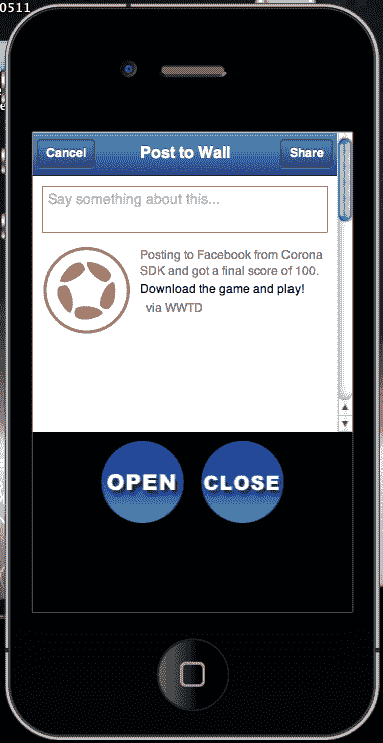 0511
Cancel Post to Wall Share
Say something about this...
Posting to Facebook from Corona
SDK and got a final score of 100.
Download the game and play!
via WWTD
OPEN CLOSE